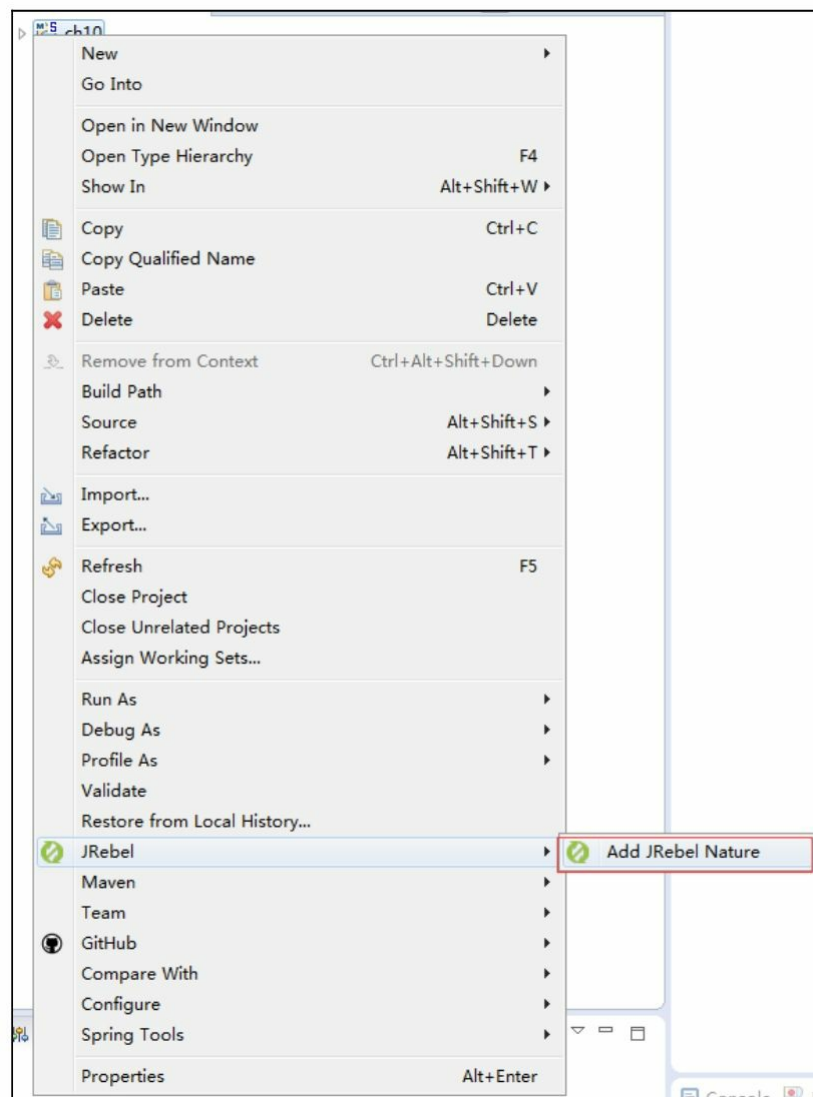 ch10
New
Go Into
Open in New Window
Open Type Hierarchy F4
Show In Alt+Shift+W
Copy Ctrl+C
Copy Qualified Name
Paste Ctrl+V
Delete Delete
Remove from Context Ctrl+Alt+Shift+Down
Build Path
Source Alt+Shift+S
Refactor Alt+Shift+T
Import...
Export...
Refresh F5
Close Project
Close Unrelated Projects
Assign Working Sets...
Run As
Debug As
Profile As
Validate
Restore from Local History...
JRebel Add JRebel Nature
Maven
Team
GitHub
Compare With
Configure
Spring Tools
Properties Alt+Enter
Console